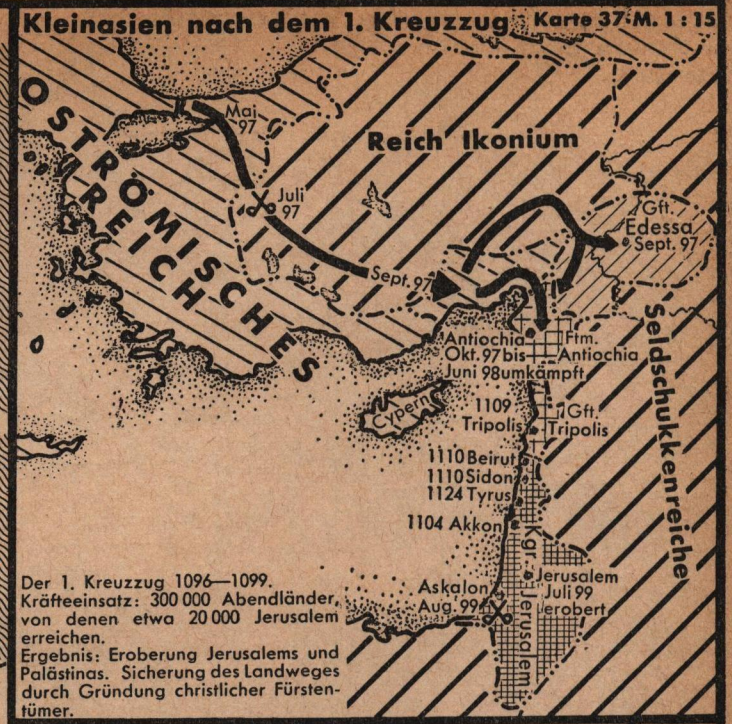 Kleinasien nach dem 1. Kreuzzug Karte 37·M. 1 : 15
OSTRÖMISCHES
REICH
Mai
97
Reich Ikonium
Juli
97
Gft.
Edessa
Sept. 97
Sept. 97
Seldschukkenreiche
Antiochia
Okt. 97 bis
Juni 98 umkämpft
Ftm.
Antiochia
Cypern
1109
Tripolis
Gft.
Tripolis
1110 Beirut
1110 Sidon
1124 Tyrus
1104 Akkon
Kgr. Jerusalem
Jerusalem
Juli 99
erobert
Askalon
Aug. 99
Der 1. Kreuzzug 1096—1099.
Kräfteeinsatz: 300 000 Abendländer,
von denen etwa 20 000 Jerusalem
erreichen.
Ergebnis: Eroberung Jerusalems und
Palästinas. Sicherung des Landweges
durch Gründung christlicher Fürsten-
tümer.